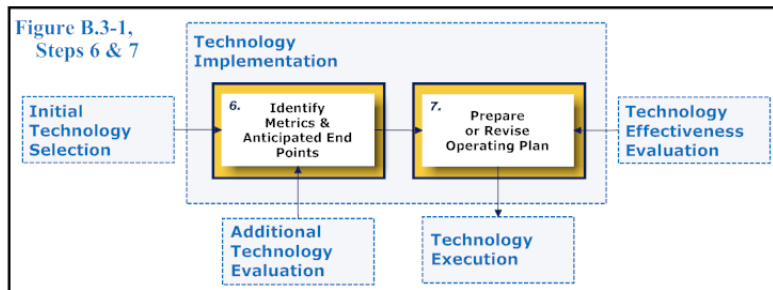 Figure B.3-1,
Steps 6 & 7
Technology
Implementation
Initial
Technology
Selection
6.
Identify
Metrics &
Anticipated End
Points
7.
Prepare
or Revise
Operating Plan
Technology
Effectiveness
Evaluation
Additional
Technology
Evaluation
Technology
Execution